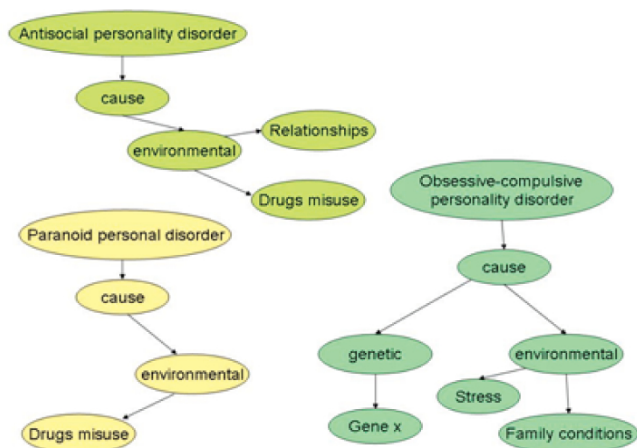 Antisocial personality disorder
cause
environmental
Relationships
Drugs misuse
Paranoid personal disorder
cause
environmental
Drugs misuse
Obsessive-compulsive
personality disorder
cause
genetic
environmental
Stress
Gene x
Family conditions